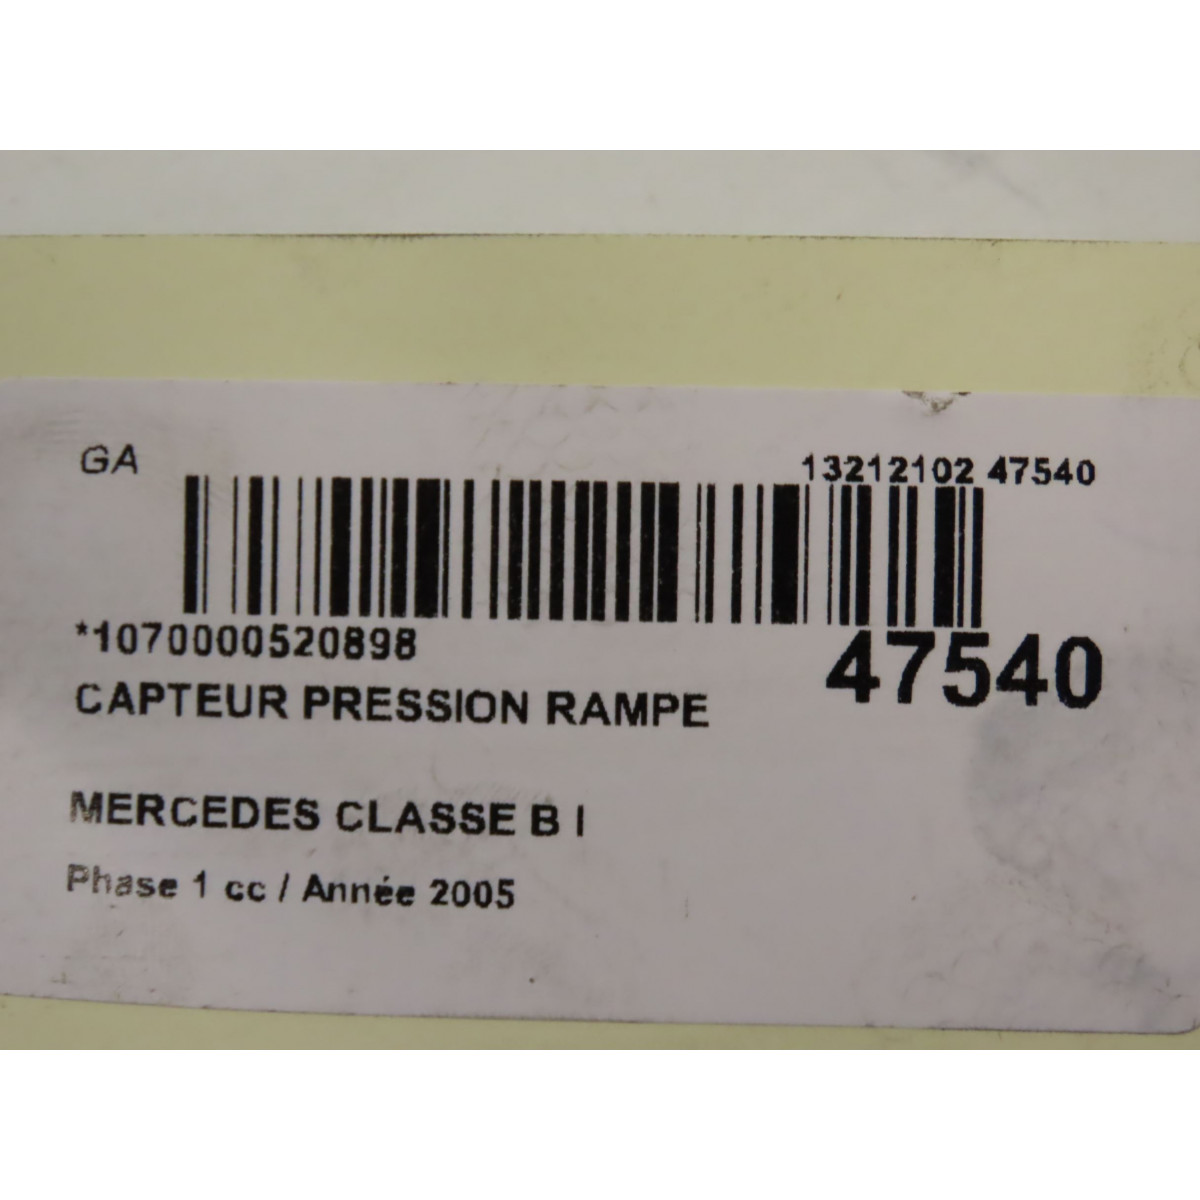 GA
13212102 47540
*1070000520898
47540
CAPTEUR PRESSION RAMPE
MERCEDES CLASSE B I
Phase 1 cc / Année 2005